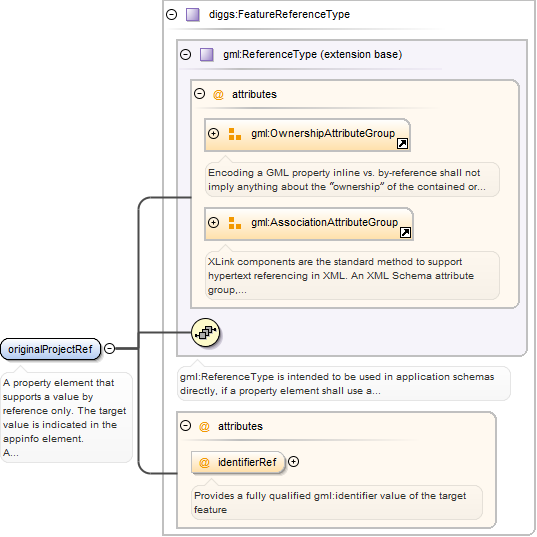 diggs:FeatureReferenceType
gml:ReferenceType (extension base)
@ attributes
gml:OwnershipAttributeGroup
Encoding a GML property inline vs. by-reference shall not
imply anything about the "ownership" of the contained or...
gml:AssociationAttributeGroup
XLink components are the standard method to support
hypertext referencing in XML. An XML Schema attribute
group,...
originalProjectRef
A property element that
supports a value by
reference only. The target
value is indicated in the
appinfo element.
A...
gml:ReferenceType is intended to be used in application schemas
directly, if a property element shall use a...
@ attributes
@ identifierRef
Provides a fully qualified gml:identifier value of the target
feature